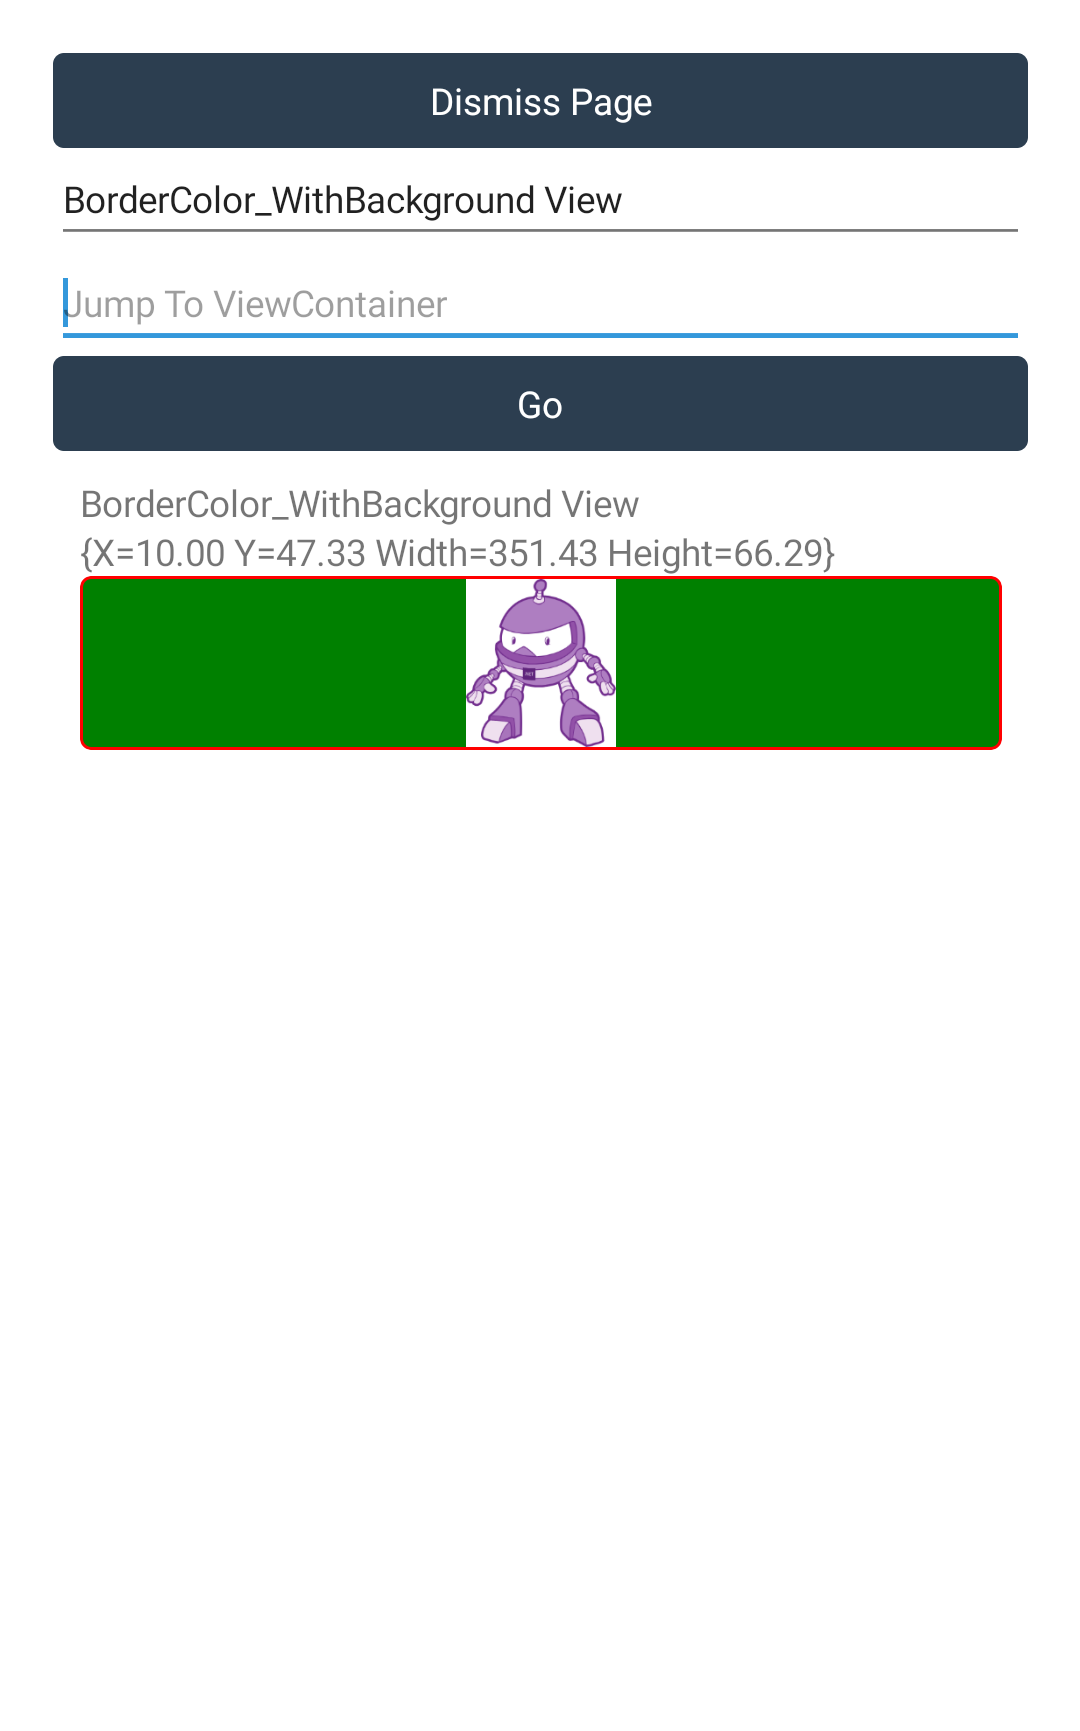 Dismiss Page
BorderColor_WithBackground View
Jump To ViewContainer
Go
BorderColor_WithBackground View
{X=10.00 Y=47.33 Width=351.43 Height=66.29}